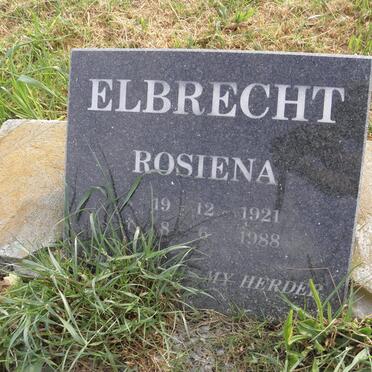 ELBRECHT
ROSIENA
19 . 12 . 1921
8 . 6 . 1988
MY HERDER